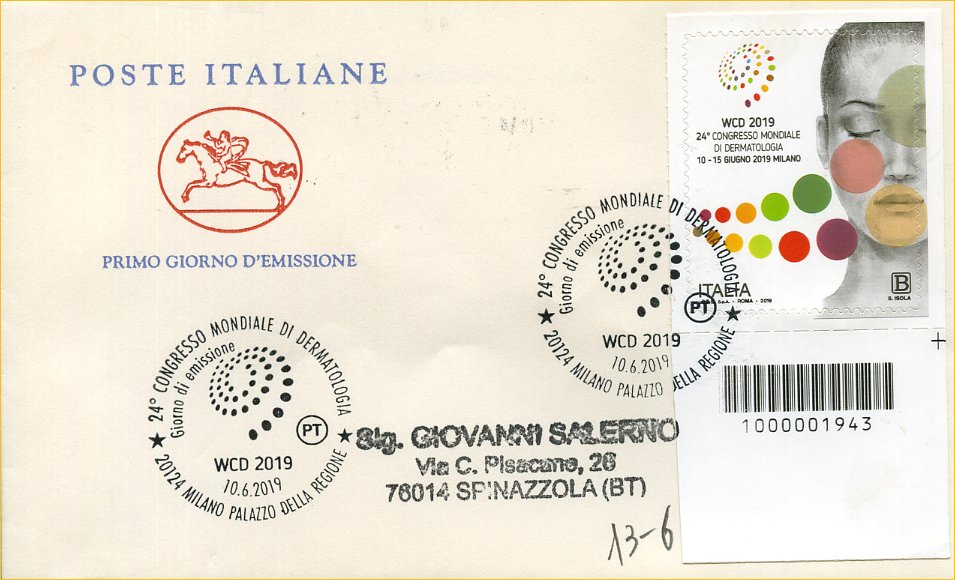 POSTE ITALIANE
PRIMO GIORNO D'EMISSIONE
WCD 2019
24° CONGRESSO MONDIALE
DI DERMATOLOGIA
10 - 15 GIUGNO 2019 MILANO
ITALIA
S.p.A. - ROMA - 2019
B
S. ISOLA
24° CONGRESSO MONDIALE DI DERMATOLOGIA
Giorno di emissione
PT
WCD 2019
10.6.2019
20124 MILANO PALAZZO DELLA REGIONE
1000001943
24° CONGRESSO MONDIALE DI DERMATOLOGIA
Giorno di emissione
PT
WCD 2019
10.6.2019
20124 MILANO PALAZZO DELLA REGIONE
Sig. GIOVANNI SALERNO
Via C. Pisacane, 26
76014 SPINAZZOLA (BT)
13-6